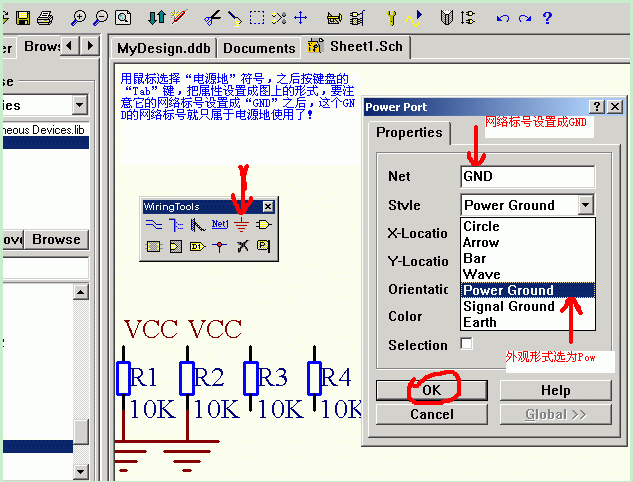 er
Brows
MyDesign.ddb
Documents
Sheet1.Sch
se
ies
neous Devices.lib
ove
Browse
用鼠标选择“电源地”符号，之后按键盘的
“Tab”键，把属性设置成图上的形式，要注
意它的网络标号设置成“GND”之后，这个GN
D的网络标号就只属于电源地使用了！
WiringTools
Net1
D1
P
VCC VCC
R1 R2 R3 R4
10K 10K 10K 10K
Power Port
Properties
网络标号设置成GND
Net
GND
Style
Power Ground
X-Locatio
Circle
Arrow
Y-Locatio
Bar
Wave
Orientatic
Power Ground
Color
Signal Ground
Earth
Selection
外观形式选为Pow
OK
Help
Cancel
Global >>